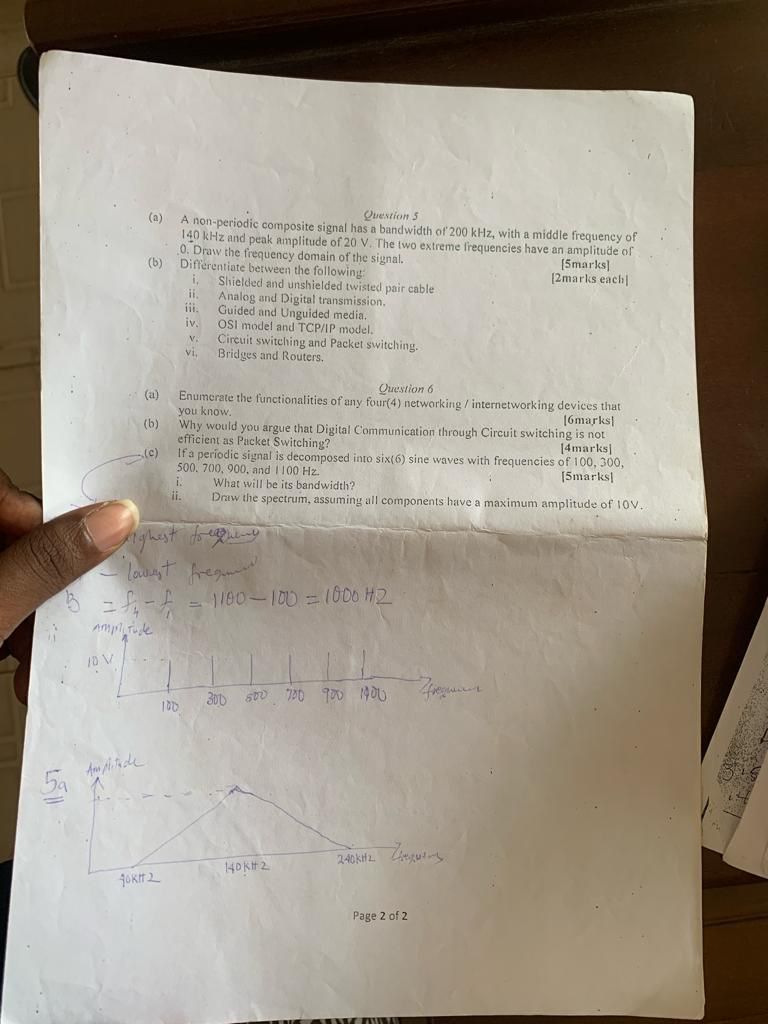 Question 5
(a) A non-periodic composite signal has a bandwidth of 200 kHz, with a middle frequency of
140 kHz and peak amplitude of 20 V. The two extreme frequencies have an amplitude of
0. Draw the frequency domain of the signal. [5marks]
(b) Differentiate between the following: [2marks each]
i. Shielded and unshielded twisted pair cable
ii. Analog and Digital transmission.
iii. Guided and Unguided media.
iv. OSI model and TCP/IP model.
v. Circuit switching and Packet switching.
vi. Bridges and Routers.
Question 6
(a) Enumerate the functionalities of any four(4) networking / internetworking devices that
you know. [6marks]
(b) Why would you argue that Digital Communication through Circuit switching is not
efficient as Packet Switching? [4marks]
(c) If a periodic signal is decomposed into six(6) sine waves with frequencies of 100, 300,
500, 700, 900, and 1100 Hz. [5marks]
i. What will be its bandwidth?
ii. Draw the spectrum, assuming all components have a maximum amplitude of 10V.
highest frequency
– lowest
B = fh – fl = 1100 – 100 = 1000 HZ
ii Amplitude
10 V
100 300 500 700 900 1100
5a Amplitude
40KHZ 140KHZ 240KHZ
Page 2 of 2